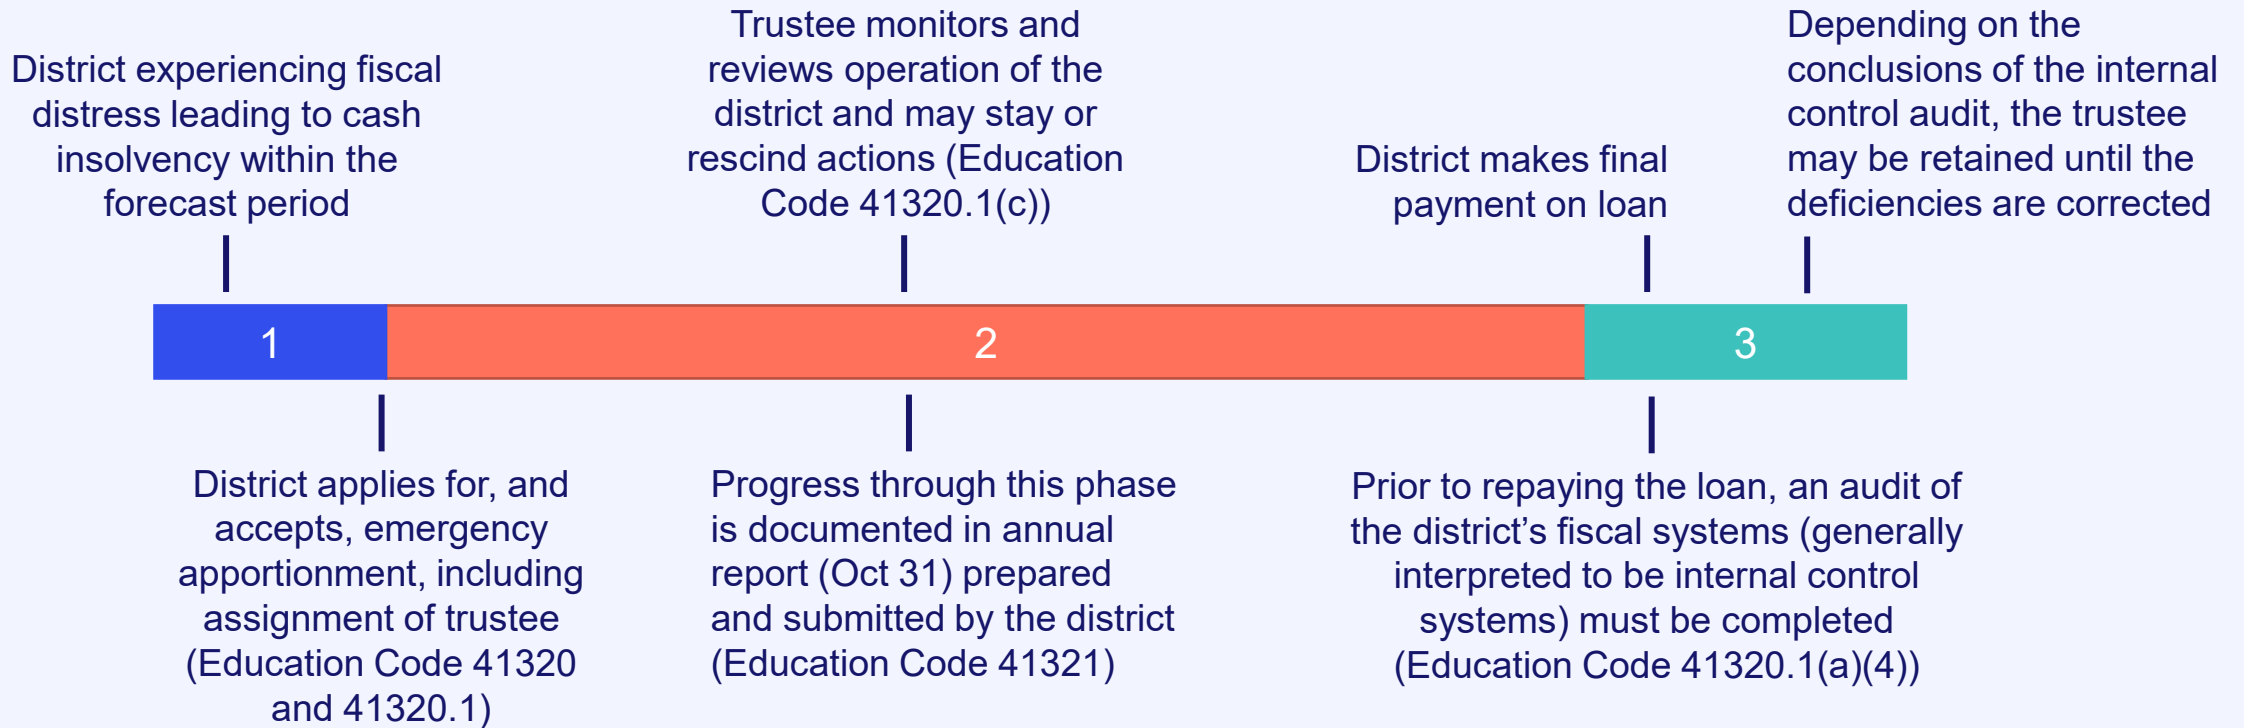 District experiencing fiscal
distress leading to cash
insolvency within the
forecast period
Trustee monitors and
reviews operation of the
district and may stay or
rescind actions (Education
Code 41320.1(c))
District makes final
payment on loan
Depending on the
conclusions of the internal
control audit, the trustee
may be retained until the
deficiencies are corrected
1
2
3
District applies for, and
accepts, emergency
apportionment, including
assignment of trustee
(Education Code 41320
and 41320.1)
Progress through this phase
is documented in annual
report (Oct 31) prepared
and submitted by the district
(Education Code 41321)
Prior to repaying the loan, an audit of
the district’s fiscal systems (generally
interpreted to be internal control
systems) must be completed
(Education Code 41320.1(a)(4))